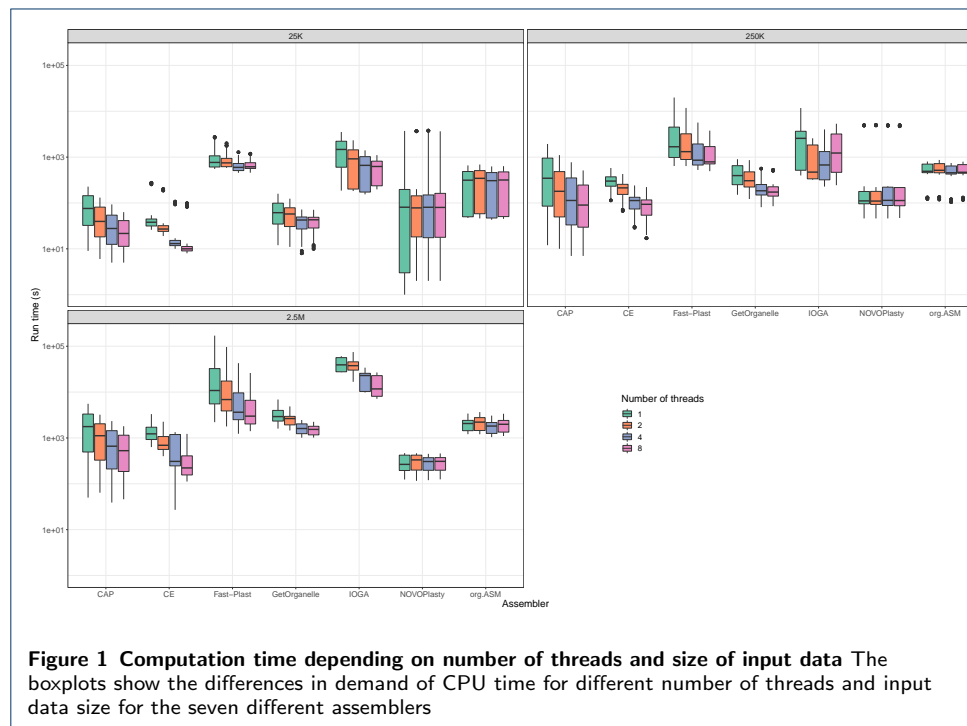 25K
250K
1e+05
1e+03
1e+01
Run time (s)
2.5M
CAP
CE
Fast−Plast
GetOrganelle
IOGA
NOVOPlasty
org.ASM
1e+05
1e+03
1e+01
CAP
CE
Fast−Plast
GetOrganelle
IOGA
NOVOPlasty
org.ASM
Assembler
Number of threads
1
2
4
8
Figure 1 Computation time depending on number of threads and size of input data The
boxplots show the differences in demand of CPU time for different number of threads and input
data size for the seven different assemblers